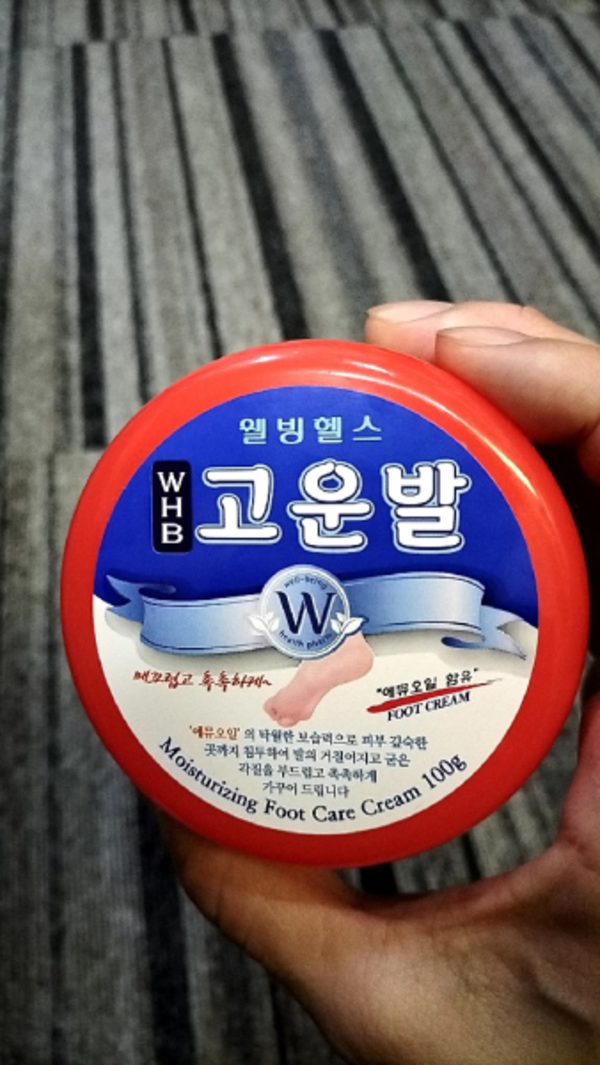 웰빙헬스
WHB
고운발
well-being
W
health pharm
매끄럽고 촉촉하게~
"에뮤오일 함유"
FOOT CREAM
'에뮤오일'의 탁월한 보습력으로 피부 깊숙한
곳까지 침투하여 발의 거칠어지고 굳은
각질을 부드럽고 촉촉하게
가꾸어 드립니다
Moisturizing Foot Care Cream 100g